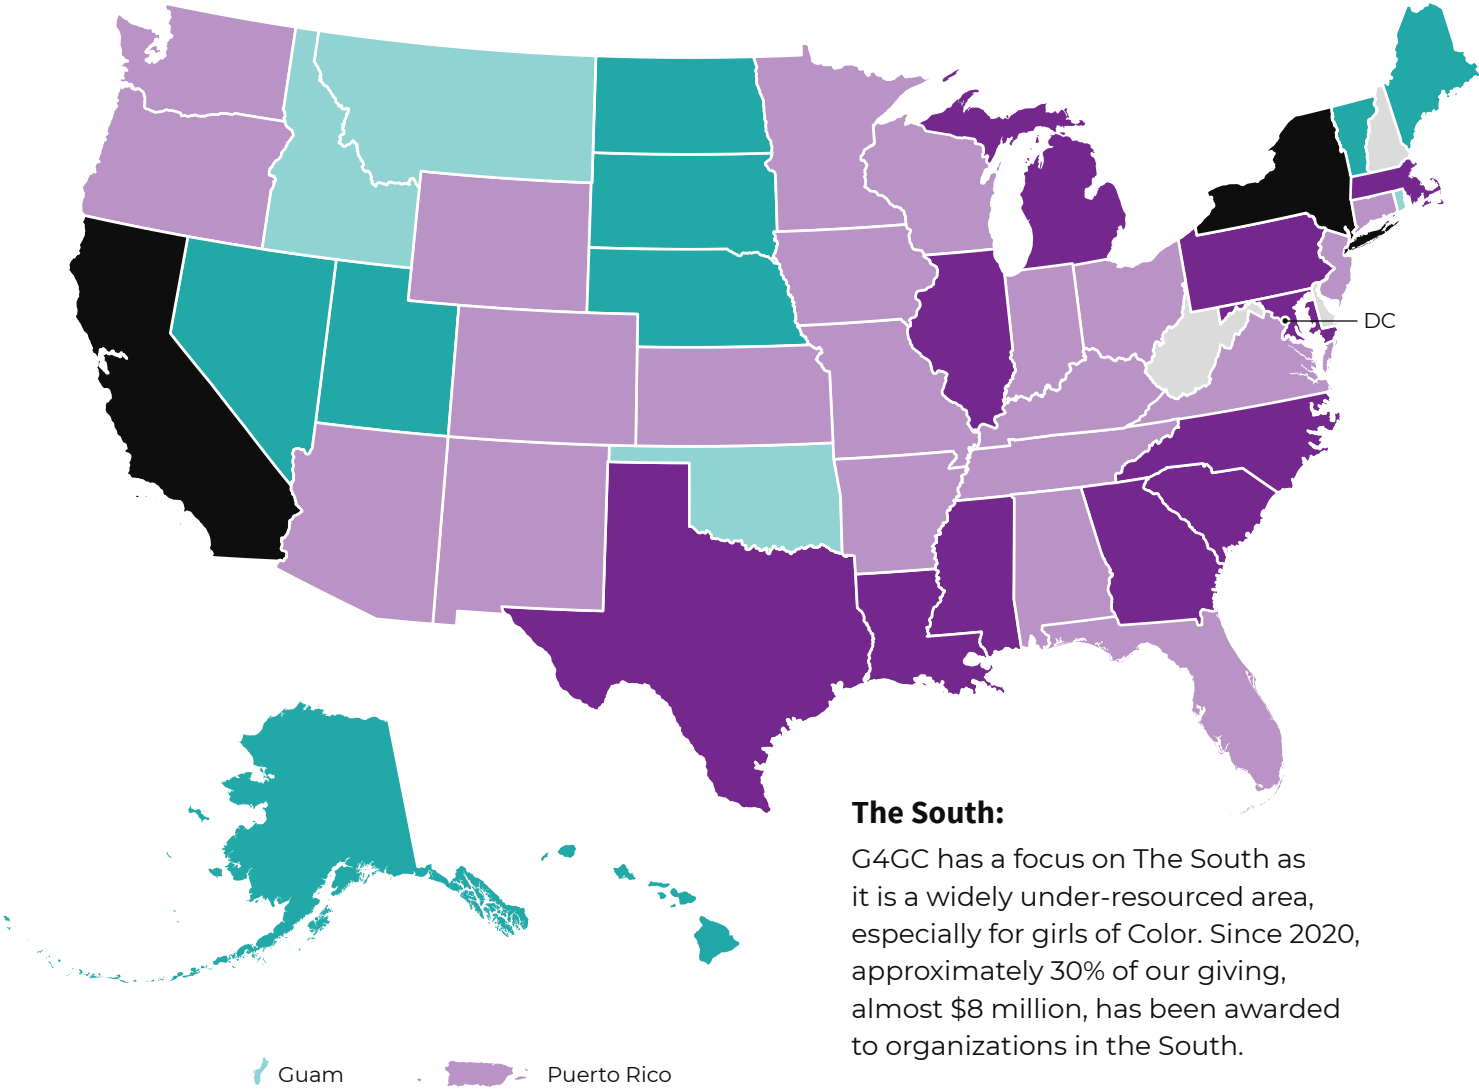 DC
The South:
G4GC has a focus on The South as
it is a widely under-resourced area,
especially for girls of Color. Since 2020,
approximately 30% of our giving,
almost $8 million, has been awarded
to organizations in the South.
Guam
Puerto Rico